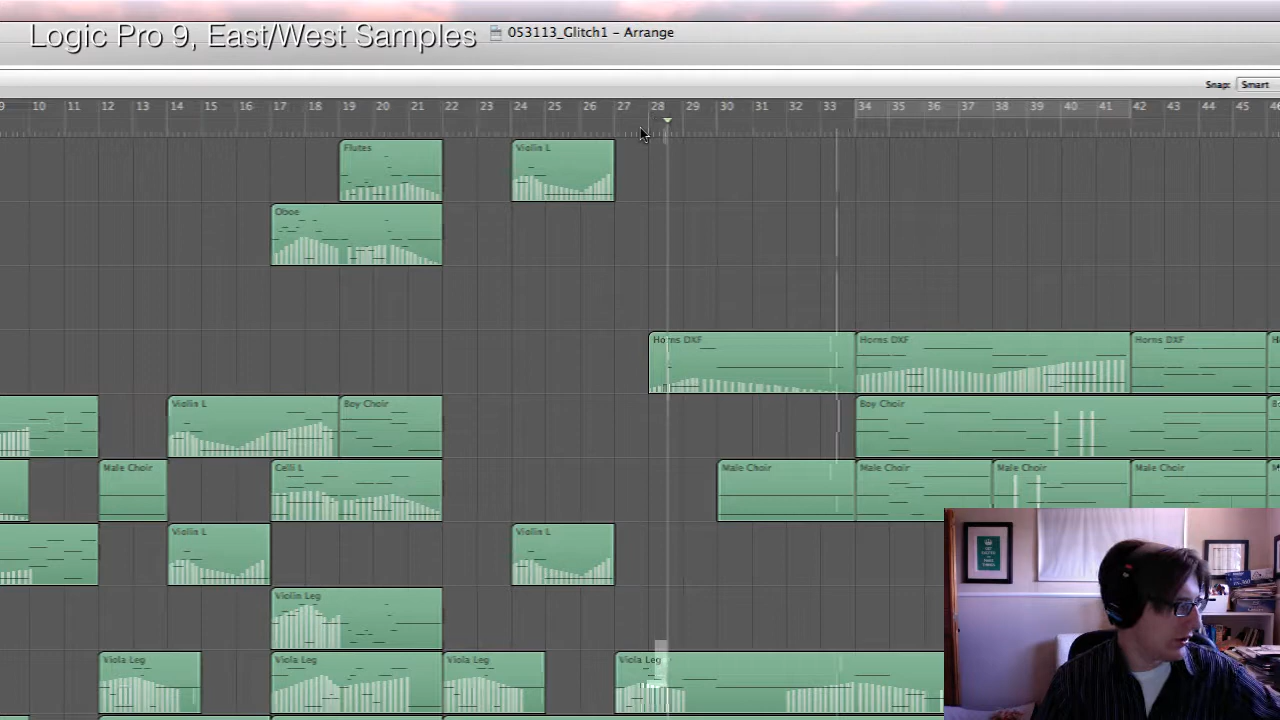 Logic Pro 9, East/West Samples
053113_Glitch1 - Arrange
Snap: Smart
9 10 11 12 13 14 15 16 17 18 19 20 21 22 23 24 25 26 27 28 29 30 31 32 33 34 35 36 37 38 39 40 41 42 43 44 45 46
Flutes Violin L
Oboe
Horns DXF Horns DXF Horns DXF H
Violin L Boy Choir Boy Choir
Male Choir Celli L Male Choir Male Choir Male Choir Male Choir
Violin L Violin L
Violin Leg
Viola Leg Viola Leg Viola Leg Viola Leg